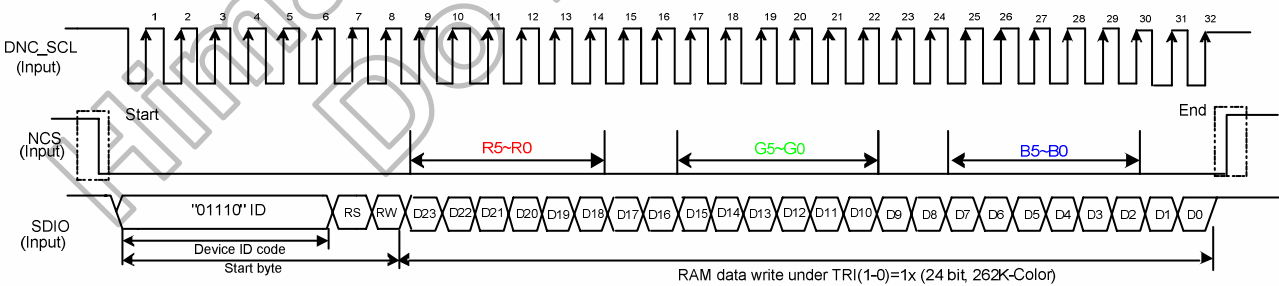 1 2 3 4 5 6 7 8 9 10 11 12 13 14 15 16 17 18 19 20 21 22 23 24 25 26 27 28 29 30 31 32
DNC_SCL
(Input)
Start
End
NCS
(Input)
R5~R0
G5~G0
B5~B0
"01110" ID
RS
RW
D23 D22 D21 D20 D19 D18 D17 D16 D15 D14 D13 D12 D11 D10 D9 D8 D7 D6 D5 D4 D3 D2 D1 D0
SDIO
(Input)
Device ID code
Start byte
RAM data write under TRI(1-0)=1x (24 bit, 262K-Color)